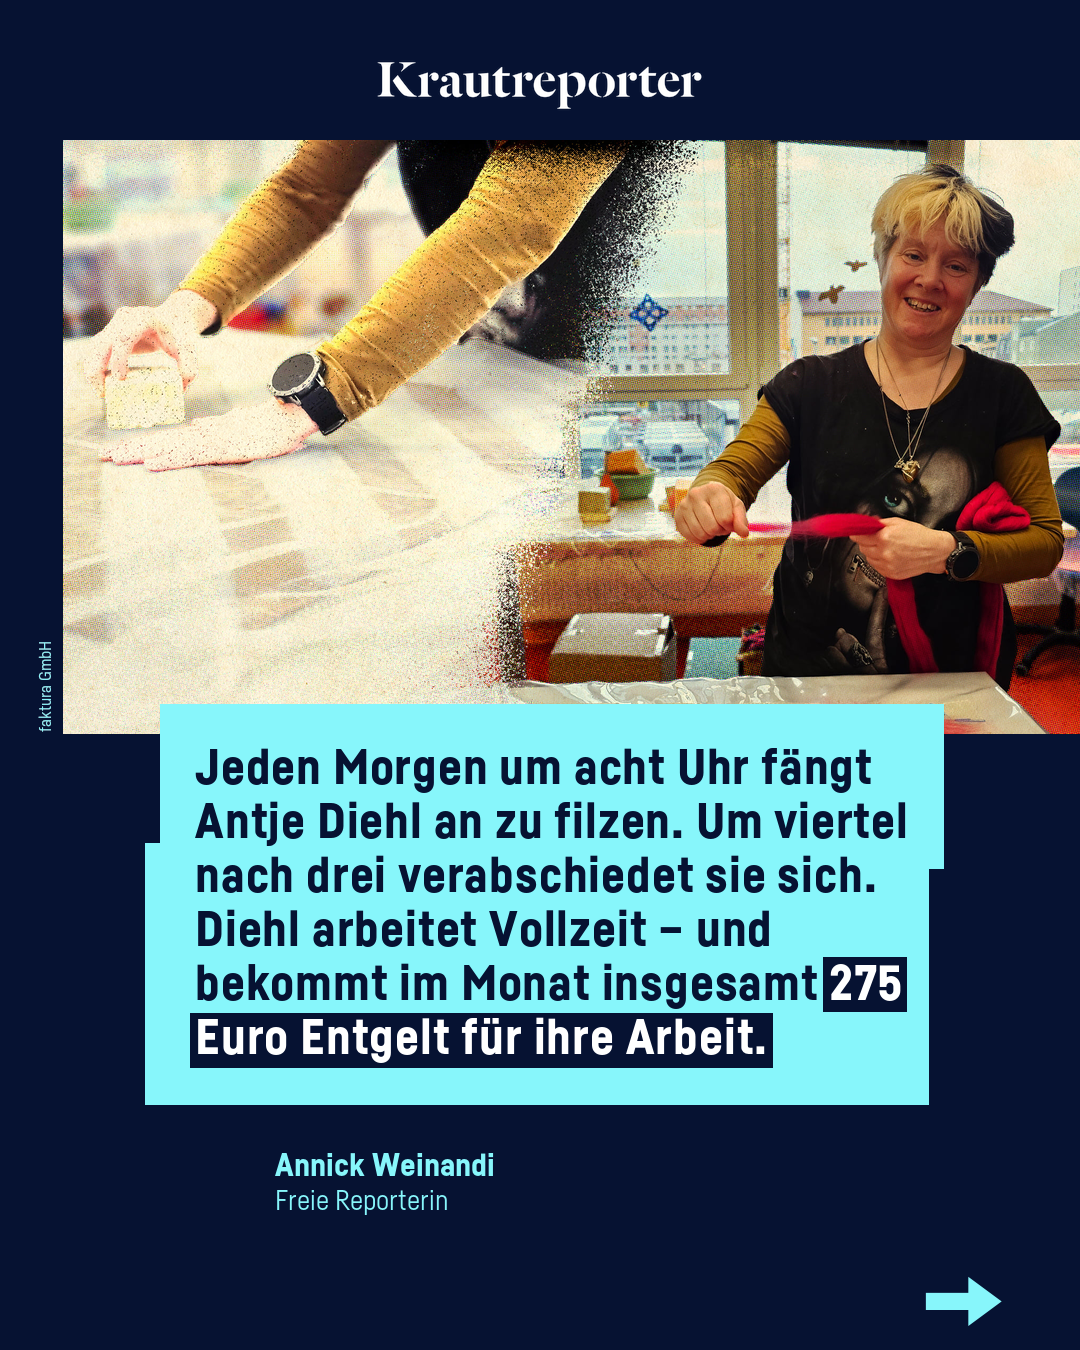 Krautreporter
faktura GmbH
Jeden Morgen um acht Uhr fängt
Antje Diehl an zu filzen. Um viertel
nach drei verabschiedet sie sich.
Diehl arbeitet Vollzeit – und
bekommt im Monat insgesamt 275
Euro Entgelt für ihre Arbeit.
Annick Weinandi
Freie Reporterin